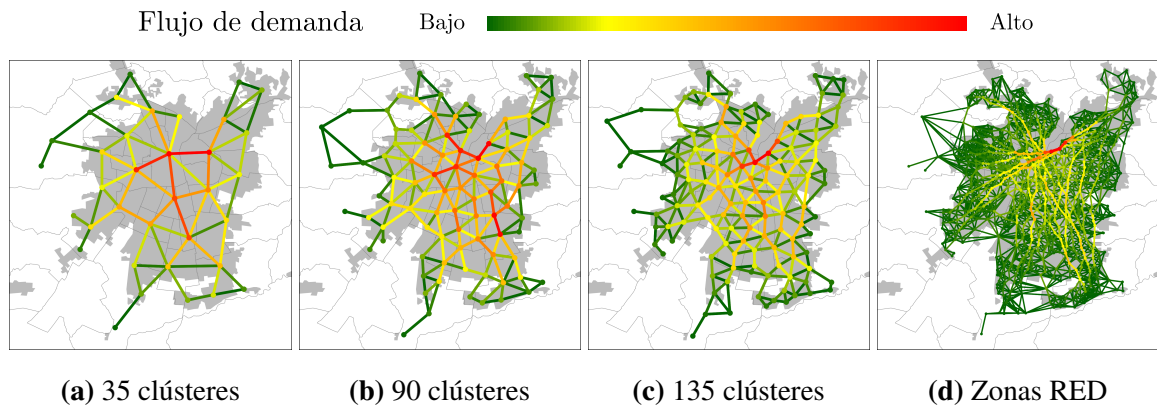 Flujo de demanda Bajo Alto
(a) 35 clústeres (b) 90 clústeres (c) 135 clústeres (d) Zonas RED